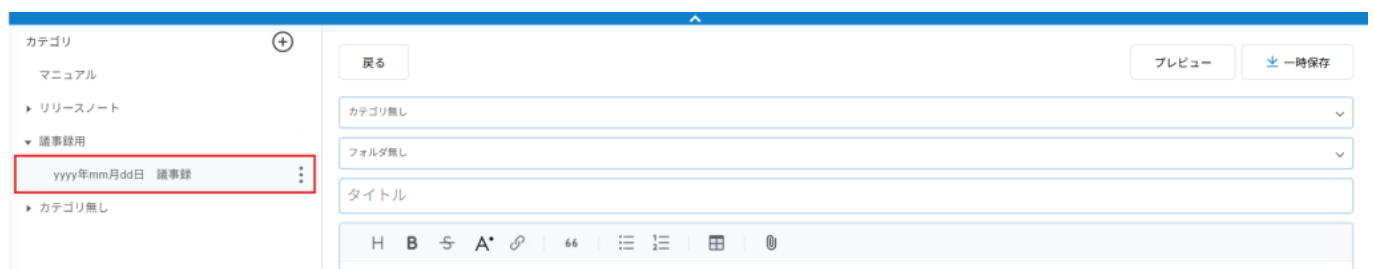 カテゴリ
マニュアル
リリースノート
議事録用
yyyy年mm月dd日　議事録
カテゴリ無し
戻る
プレビュー
一時保存
カテゴリ無し
フォルダ無し
タイトル
H B S A 66